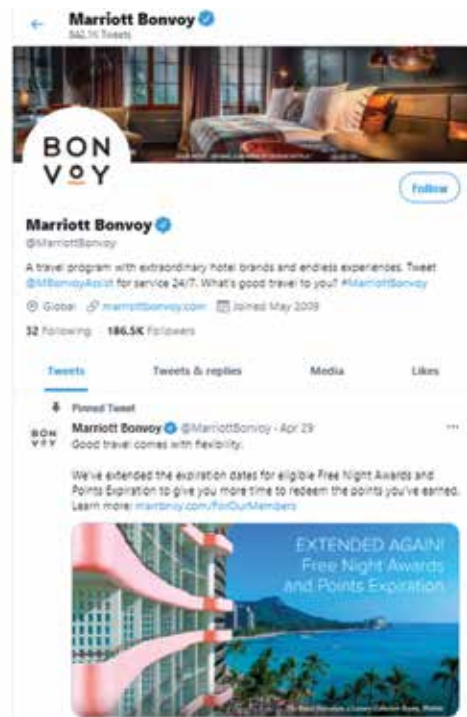 Marriott Bonvoy
Tweets
BON
VOY
Follow
Marriott Bonvoy
@MarriottBonvoy
A travel program with extraordinary hotel brands and endless experiences. Tweet
@MBonvoyAssist for service 24/7. What's good travel to you? #MarriottBonvoy
Global marriottbonvoy.com Joined May 2009
32 Following 186.5K Followers
Tweets Tweets & replies Media Likes
Pinned Tweet
BON
VOY
Marriott Bonvoy @MarriottBonvoy · Apr 29
Good travel comes with flexibility.
We've extended the expiration dates for eligible Free Night Awards and
Points Expiration to give you more time to redeem the points you've earned.
Learn more: marrbnvoy.com/ForOurMembers
EXTENDED AGAIN!
Free Night Awards
and Points Expiration